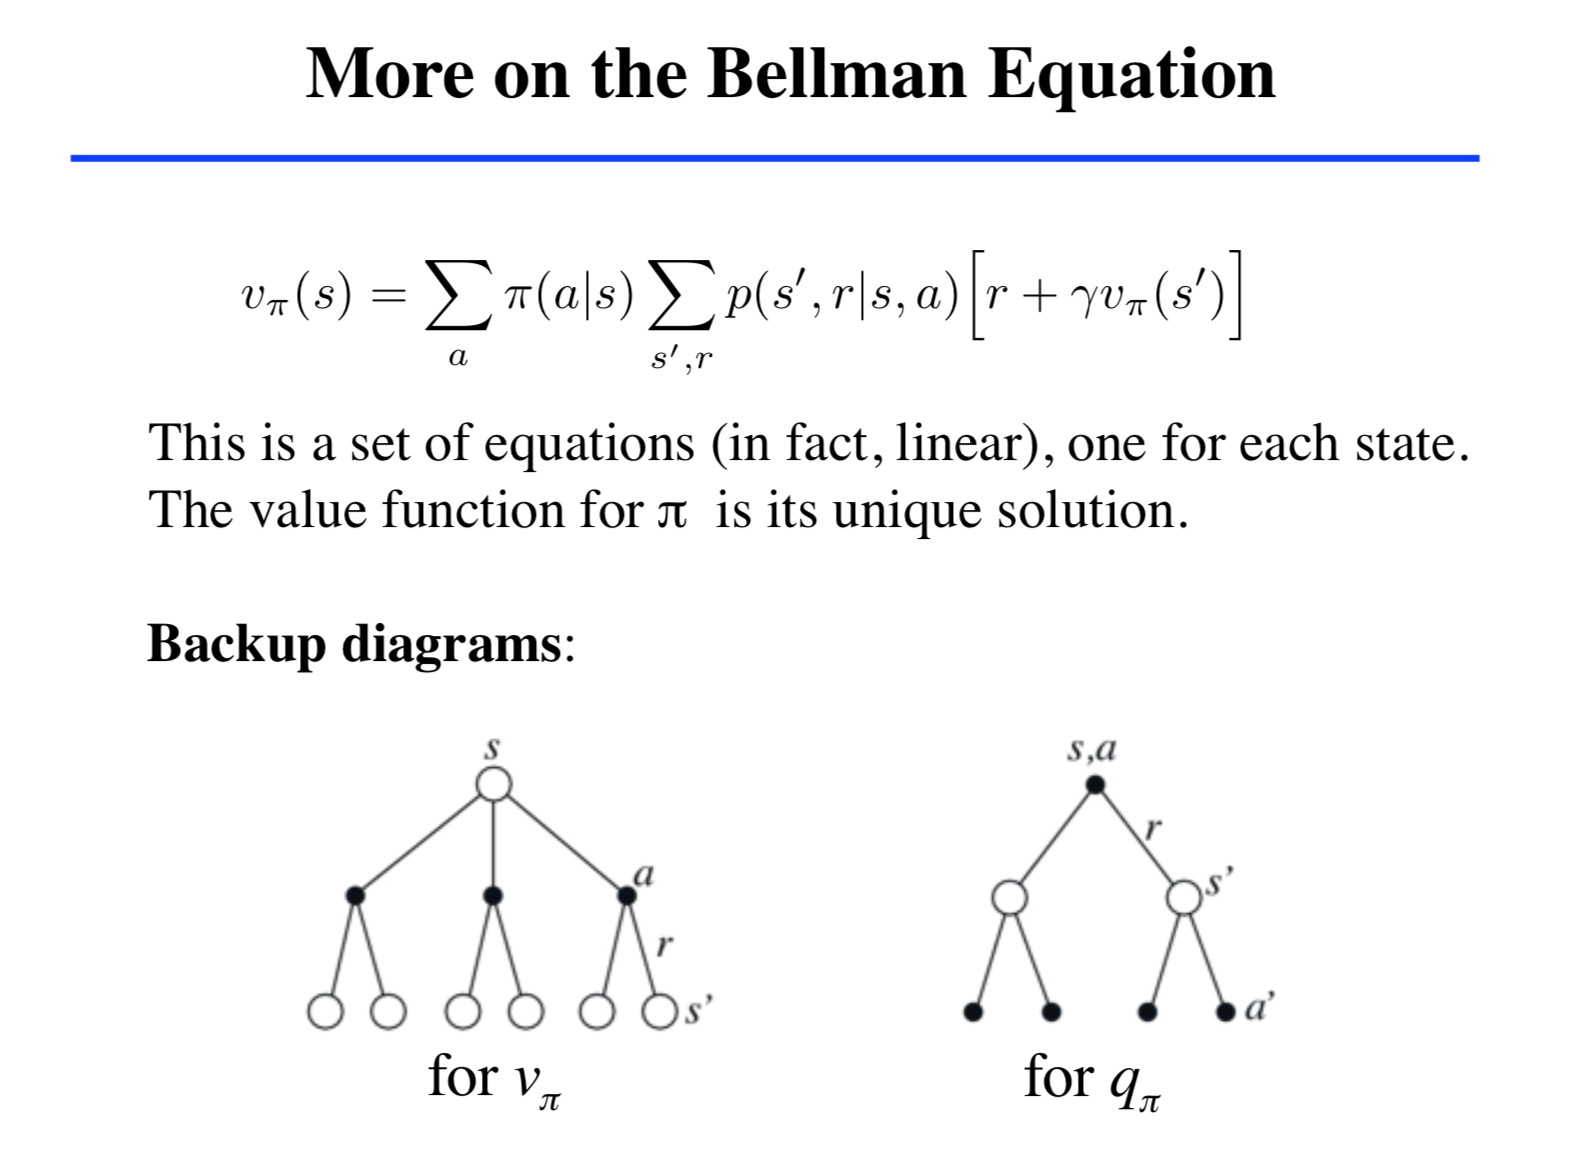 More on the Bellman Equation
vπ(s) = ∑a π(a|s) ∑s′,r p(s′, r|s, a)[r + γvπ(s′)]
This is a set of equations (in fact, linear), one for each state.
The value function for π is its unique solution.
Backup diagrams:
s
a
r
s’
for vπ
s,a
r
s’
a’
for qπ